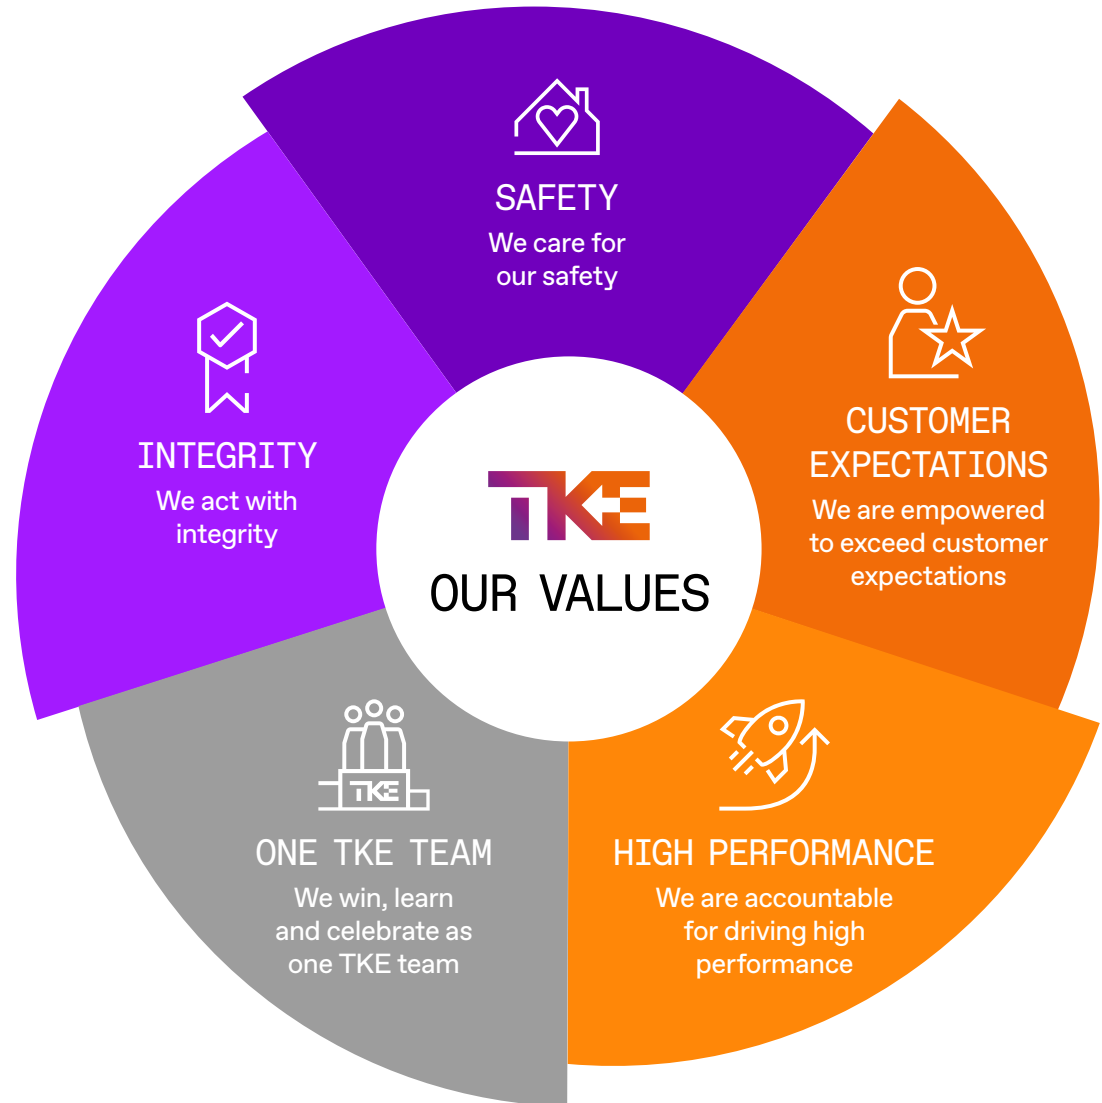 SAFETY
We care for
our safety
CUSTOMER
EXPECTATIONS
We are empowered
to exceed customer
expectations
HIGH PERFORMANCE
We are accountable
for driving high
performance
TKE
ONE TKE TEAM
We win, learn
and celebrate as
one TKE team
INTEGRITY
We act with
integrity
TKE
OUR VALUES